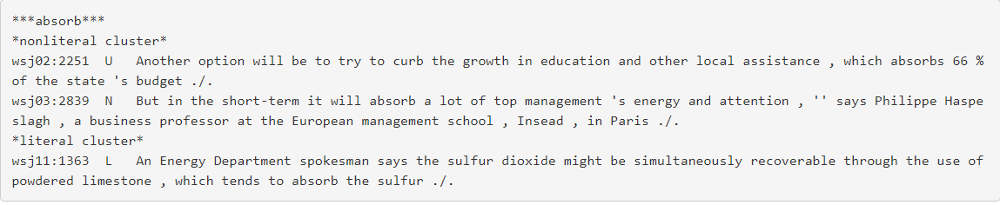 ***absorb***
*nonliteral cluster*
wsj02:2251  U   Another option will be to try to curb the growth in education and other local assistance , which absorbs 66 %
of the state 's budget ./.
wsj03:2839  N   But in the short-term it will absorb a lot of top management 's energy and attention , '' says Philippe Haspe
slagh , a business professor at the European management school , Insead , in Paris ./.
*literal cluster*
wsj11:1363  L   An Energy Department spokesman says the sulfur dioxide might be simultaneously recoverable through the use of
powdered limestone , which tends to absorb the sulfur ./.